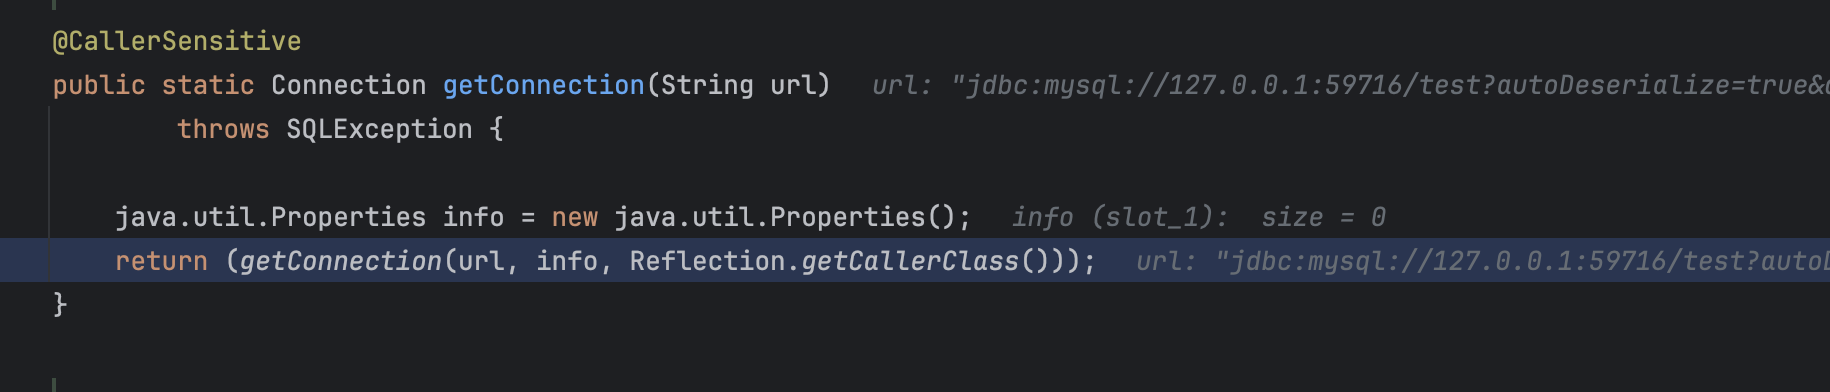 @CallerSensitive
public static Connection getConnection(String url)   url: "jdbc:mysql://127.0.0.1:59716/test?autoDeserialize=true&
        throws SQLException {
    java.util.Properties info = new java.util.Properties();   info (slot_1):  size = 0
    return (getConnection(url, info, Reflection.getCallerClass()));   url: "jdbc:mysql://127.0.0.1:59716/test?auto
}